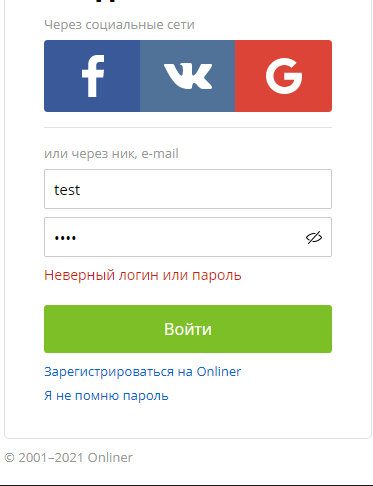 Через социальные сети
или через ник, e-mail
test
••••
Неверный логин или пароль
Войти
Зарегистрироваться на Onliner
Я не помню пароль
© 2001–2021 Onliner